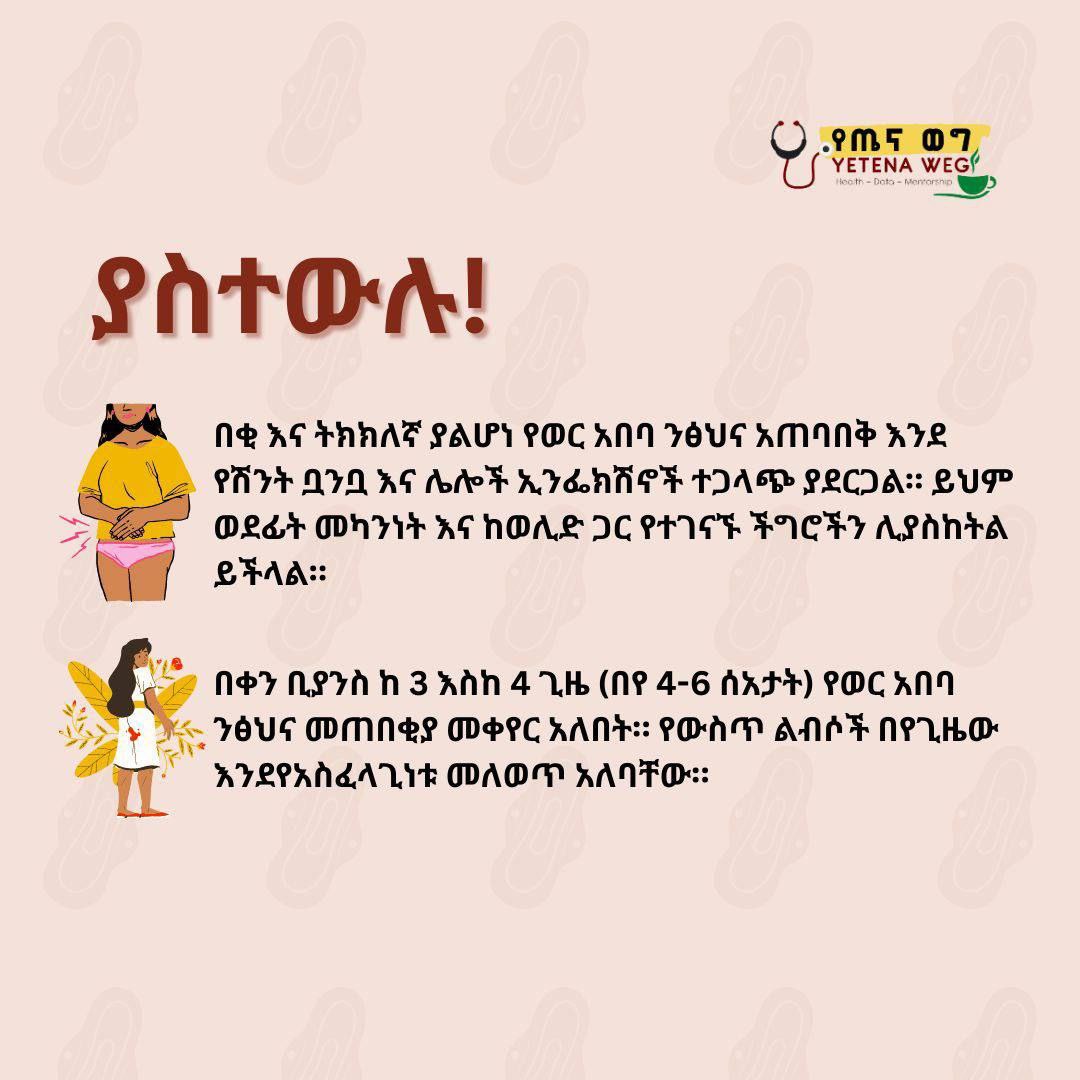 የጤና ወግ
YETENA WEG
Health - Data - Mentorship
ያስተውሉ!
በቂ እና ትክክለኛ ያልሆነ የወር አበባ ንፅህና አጠባበቅ እንደ
የሽንት ቧንቧ እና ሌሎች ኢንፌክሽኖች ተጋላጭ ያደርጋል። ይህም
ወደፊት መካንነት እና ከወሊድ ጋር የተገናኙ ችግሮችን ሊያስከትል
ይችላል።
በቀን ቢያንስ ከ 3 እስከ 4 ጊዜ (በየ 4-6 ሰአታት) የወር አበባ
ንፅህና መጠበቂያ መቀየር አለበት። የውስጥ ልብሶች በየጊዜው
እንደየአስፈላጊነቱ መለወጥ አለባቸው።